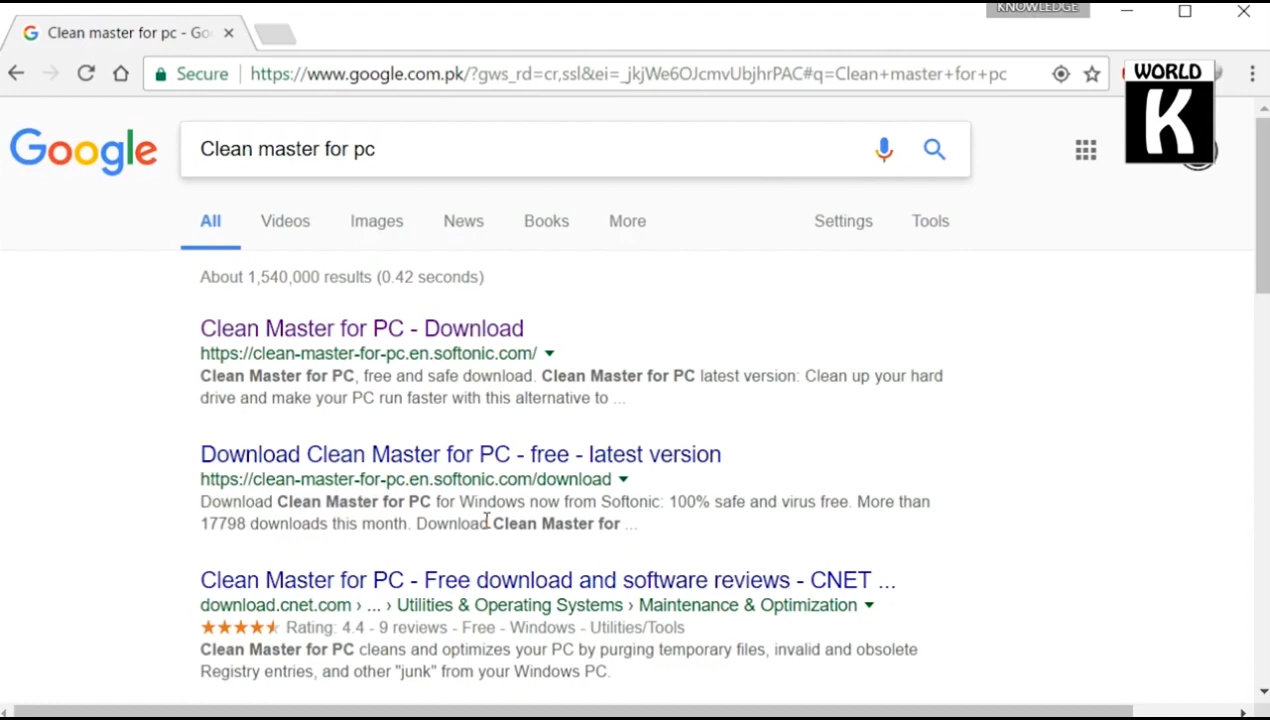 KNOWLEDGE
Clean master for pc - Go
Secure https://www.google.com.pk/?gws_rd=cr,ssl&ei=_jkjWe6OJcmvUbjhrPAC#q=Clean+master+for+pc
WORLD
K
Google Clean master for pc
All Videos Images News Books More Settings Tools
About 1,540,000 results (0.42 seconds)
Clean Master for PC - Download
https://clean-master-for-pc.en.softonic.com/
Clean Master for PC, free and safe download. Clean Master for PC latest version: Clean up your hard
drive and make your PC run faster with this alternative to ...
Download Clean Master for PC - free - latest version
https://clean-master-for-pc.en.softonic.com/download
Download Clean Master for PC for Windows now from Softonic: 100% safe and virus free. More than
17798 downloads this month. Download Clean Master for ...
Clean Master for PC - Free download and software reviews - CNET ...
download.cnet.com › ... › Utilities & Operating Systems › Maintenance & Optimization
Rating: 4.4 - 9 reviews - Free - Windows - Utilities/Tools
Clean Master for PC cleans and optimizes your PC by purging temporary files, invalid and obsolete
Registry entries, and other "junk" from your Windows PC.